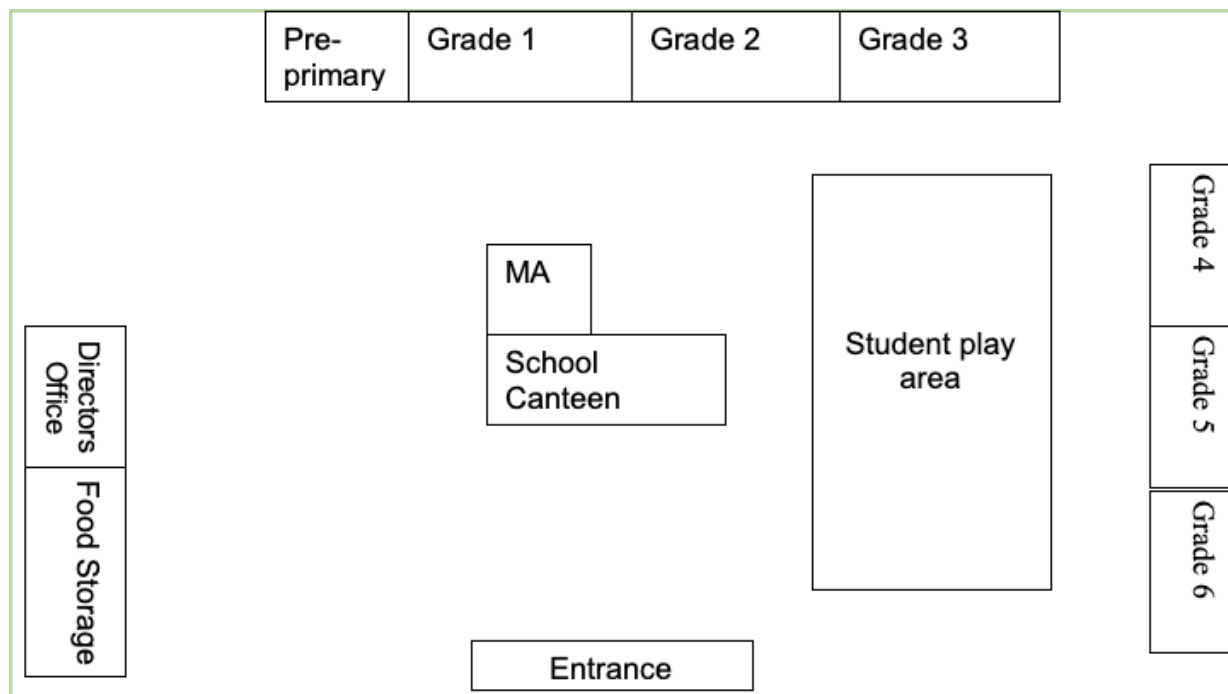 Pre-
primary
Grade 1
Grade 2
Grade 3
MA
School
Canteen
Student play
area
Grade 4
Grade 5
Grade 6
Directors
Office
Food Storage
Entrance